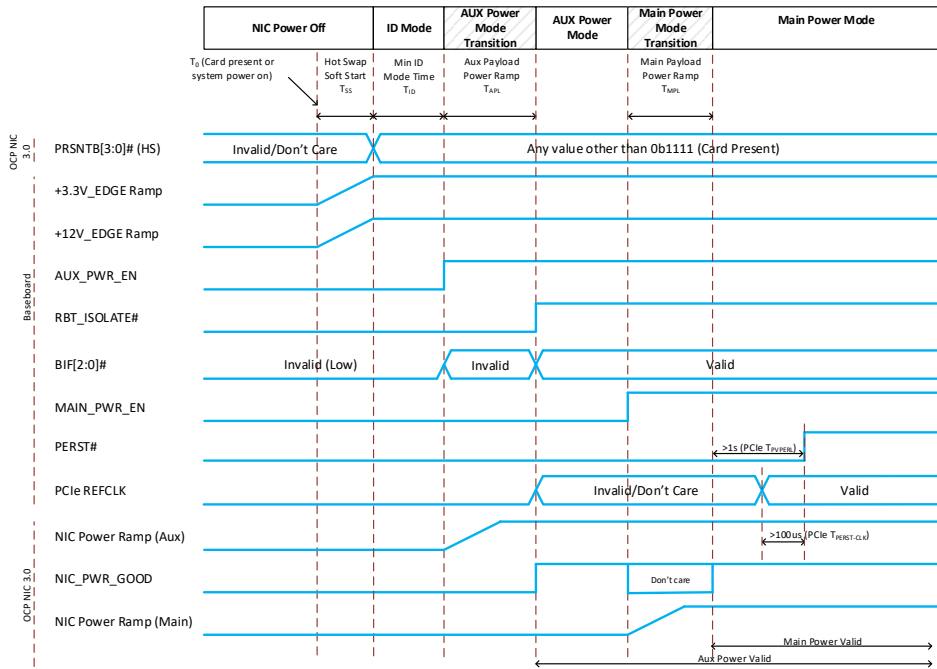 NIC Power Off
ID Mode
AUX Power
Mode
Transition
AUX Power
Mode
Main Power
Mode
Transition
Main Power Mode
T0 (Card present or
system power on)
Hot Swap
Soft Start
TSS
Min ID
Mode Time
TID
Aux Payload
Power Ramp
TAPL
Main Payload
Power Ramp
TMPL
OCP NIC
3.0
PRSNTB[3:0]# (HS)
Invalid/Don't Care
Any value other than 0b1111 (Card Present)
Baseboard
+3.3V_EDGE Ramp
+12V_EDGE Ramp
AUX_PWR_EN
RBT_ISOLATE#
BIF[2:0]#
Invalid (Low)
Invalid
Valid
MAIN_PWR_EN
PERST#
>1s (PCIe TPVPERL)
PCIe REFCLK
Invalid/Don't Care
Valid
OCP NIC 3.0
NIC Power Ramp (Aux)
>100us (PCIe TPERST-CLK)
NIC_PWR_GOOD
Don't care
NIC Power Ramp (Main)
Main Power Valid
Aux Power Valid